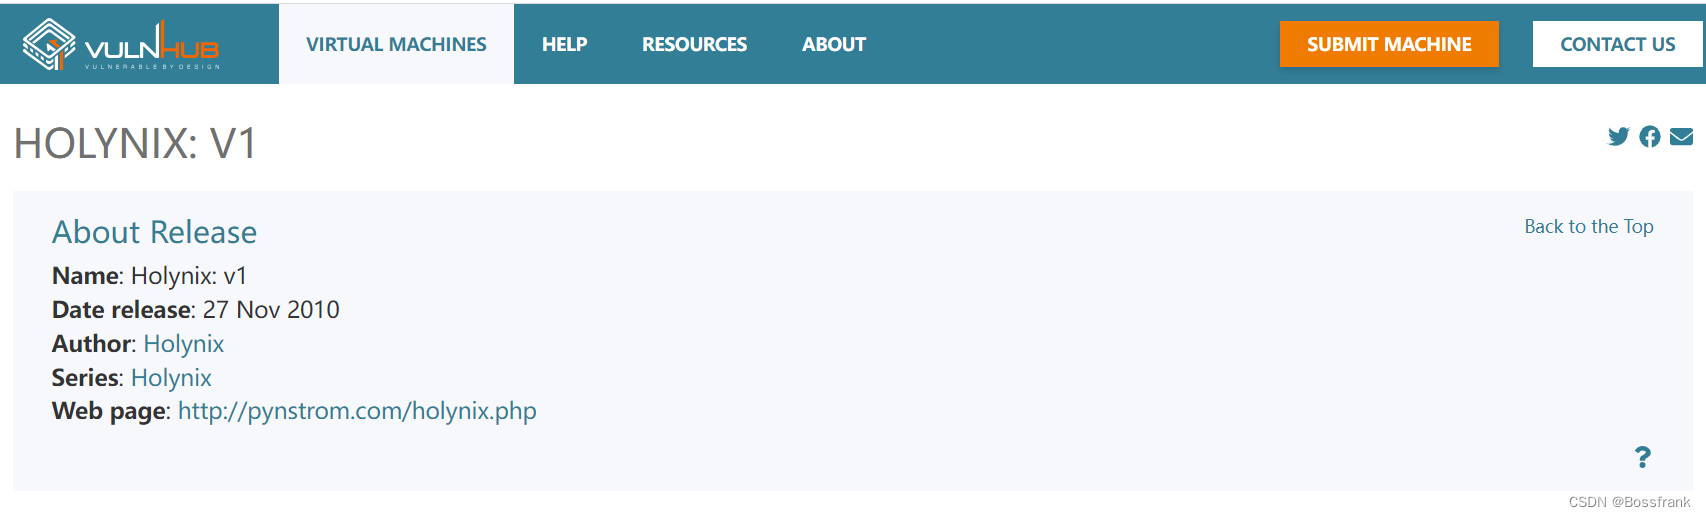 VULNHUB
VULNERABLE BY DESIGN
VIRTUAL MACHINES
HELP
RESOURCES
ABOUT
SUBMIT MACHINE
CONTACT US
HOLYNIX: V1
About Release
Back to the Top
Name: Holynix: v1
Date release: 27 Nov 2010
Author: Holynix
Series: Holynix
Web page: http://pynstrom.com/holynix.php
?
CSDN @Bossfrank